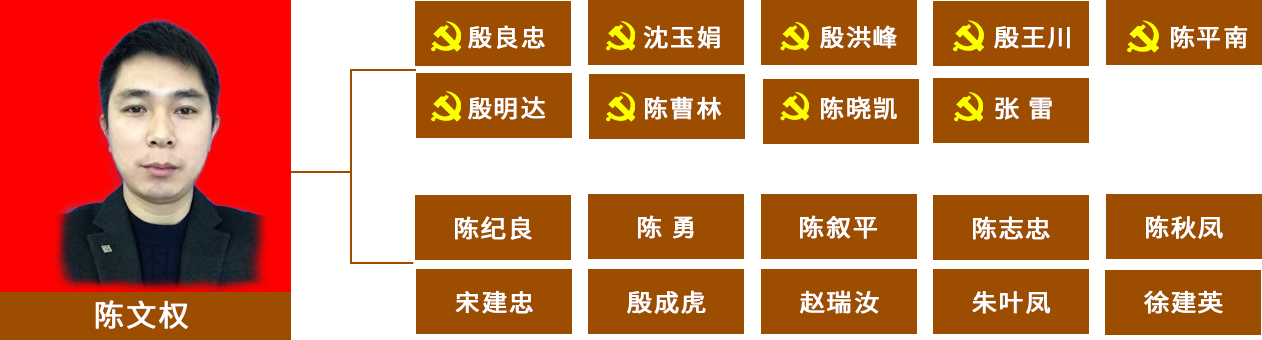 殷良忠 沈玉娟 殷洪峰 殷王川 陈平南
殷明达 陈曹林 陈晓凯 张 雷
陈纪良 陈 勇 陈叙平 陈志忠 陈秋凤
宋建忠 殷成虎 赵瑞汝 朱叶凤 徐建英
陈文权